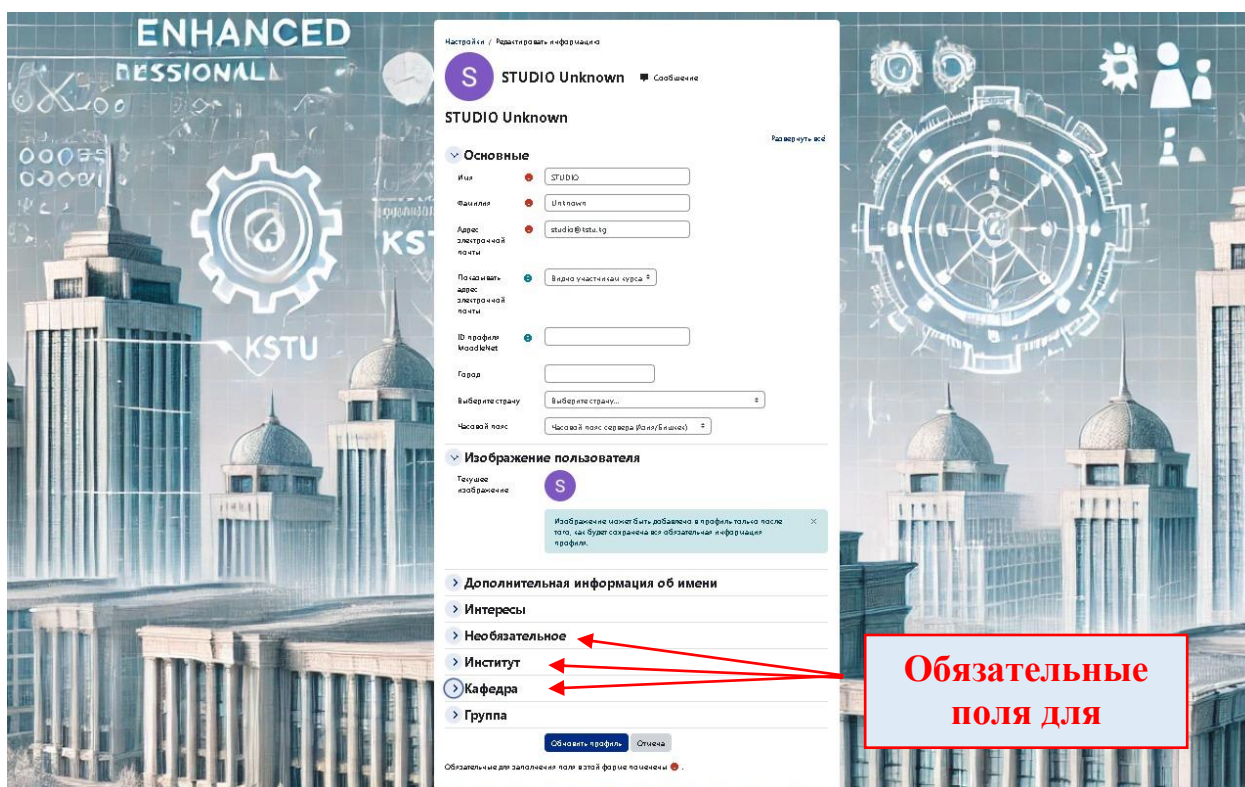 ENHANCED
KSTU
Настройки / Редактировать информацию
S
STUDIO Unknown
Сообщение
STUDIO Unknown
Развернуть всё
Основные
Имя
STUDIO
Фамилия
Unknown
Адрес
электронной
почты
studio@kstu.kg
Показывать
адрес
электронной
почты
Видно участникам курса
ID профиля
MoodleNet
Город
Выберите страну
Выберите страну...
Часовой пояс
Часовой пояс сервера (Азия/Бишкек)
Изображение пользователя
Текущее
изображение
S
Изображение может быть добавлено в профиль только после
того, как будет сохранена вся обязательная информация
профиля.
Дополнительная информация об имени
Интересы
Необязательное
Институт
Кафедра
Группа
Обновить профиль
Отмена
Обязательные для заполнения поля в этой форме помечены
Обязательные
поля для